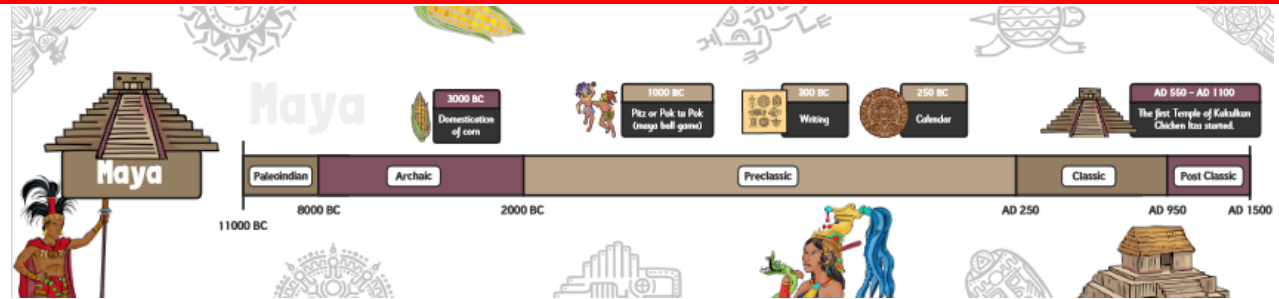 Maya
3000 BC
Domestication
of corn
1000 BC
Pitz or Pok ta Pok
(maya ball game)
300 BC
Writing
250 BC
Calendar
AD 550 – AD 1100
The first Temple of Kukulkan
Chichen Itza started.
Maya
Paleoindian
Archaic
Preclassic
Classic
Post Classic
11000 BC
8000 BC
2000 BC
AD 250
AD 950
AD 1500